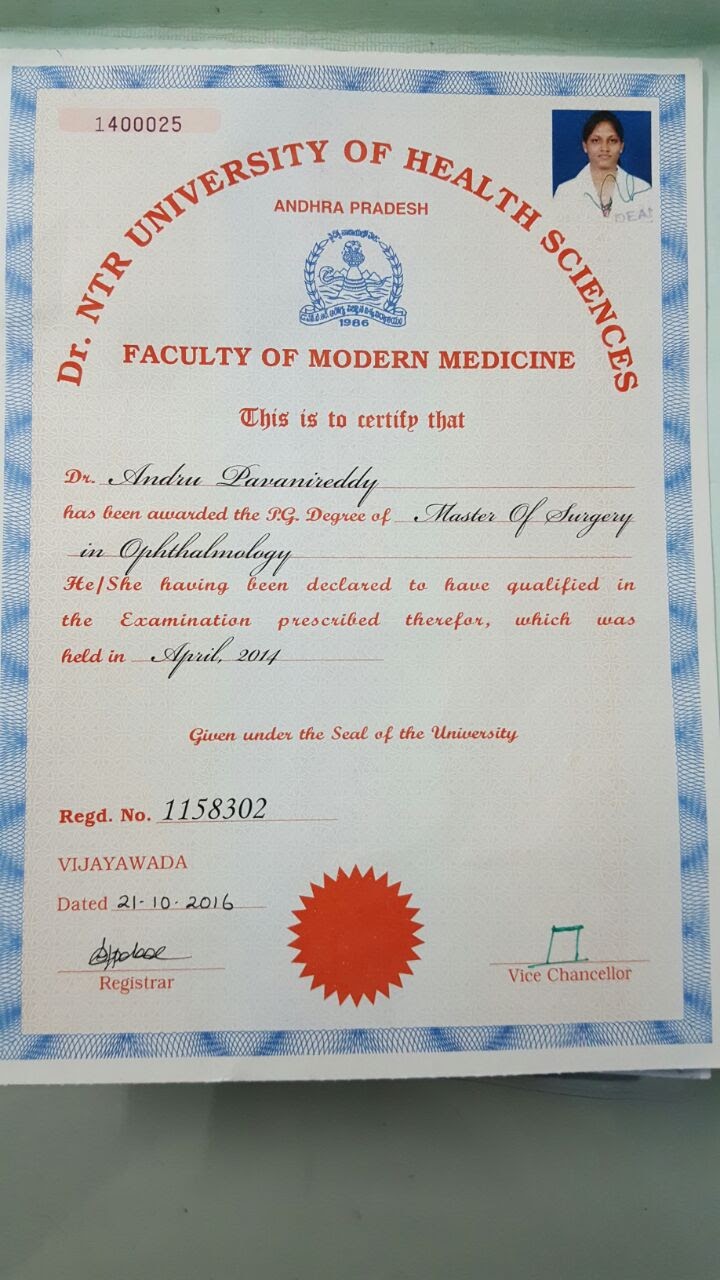 1400025
Dr. NTR UNIVERSITY OF HEALTH SCIENCES
DEAN
ANDHRA PRADESH
1986
FACULTY OF MODERN MEDICINE
This is to certify that
Dr. Andru Pavanireddy
has been awarded the P.G. Degree of Master Of Surgery
in Ophthalmology
He/She having been declared to have qualified in
the Examination prescribed therefor, which was
held in April, 2014
Given under the Seal of the University
Regd. No. 1158302
VIJAYAWADA
Dated 21-10-2016
Registrar
Vice Chancellor